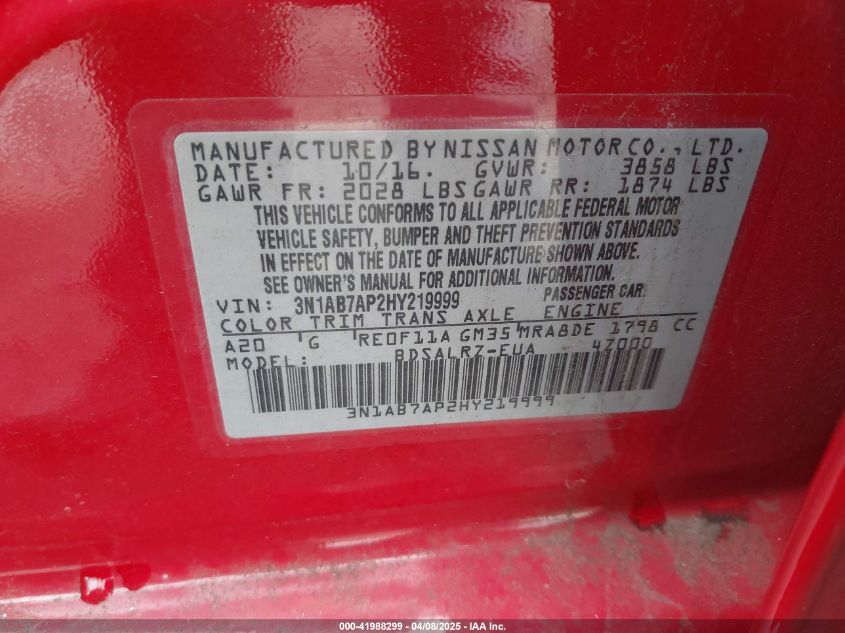 MANUFACTURED BY NISSAN MOTOR CO., LTD.
DATE: 10/16. GVWR: 3858 LBS
GAWR FR: 2028 LBS GAWR RR: 1874 LBS
THIS VEHICLE CONFORMS TO ALL APPLICABLE FEDERAL MOTOR
VEHICLE SAFETY, BUMPER AND THEFT PREVENTION STANDARDS
IN EFFECT ON THE DATE OF MANUFACTURE SHOWN ABOVE.
SEE OWNER'S MANUAL FOR ADDITIONAL INFORMATION.
VIN: 3N1AB7AP2HY219999 PASSENGER CAR
COLOR TRIM TRANS AXLE ENGINE
A20 G RE0F11A GM35 MRA8DE 1798 CC
MODEL: BDSALRZ-EUA 47000
3N1AB7AP2HY219999
000-41988299 | 04/08/2025 - IAA Inc.